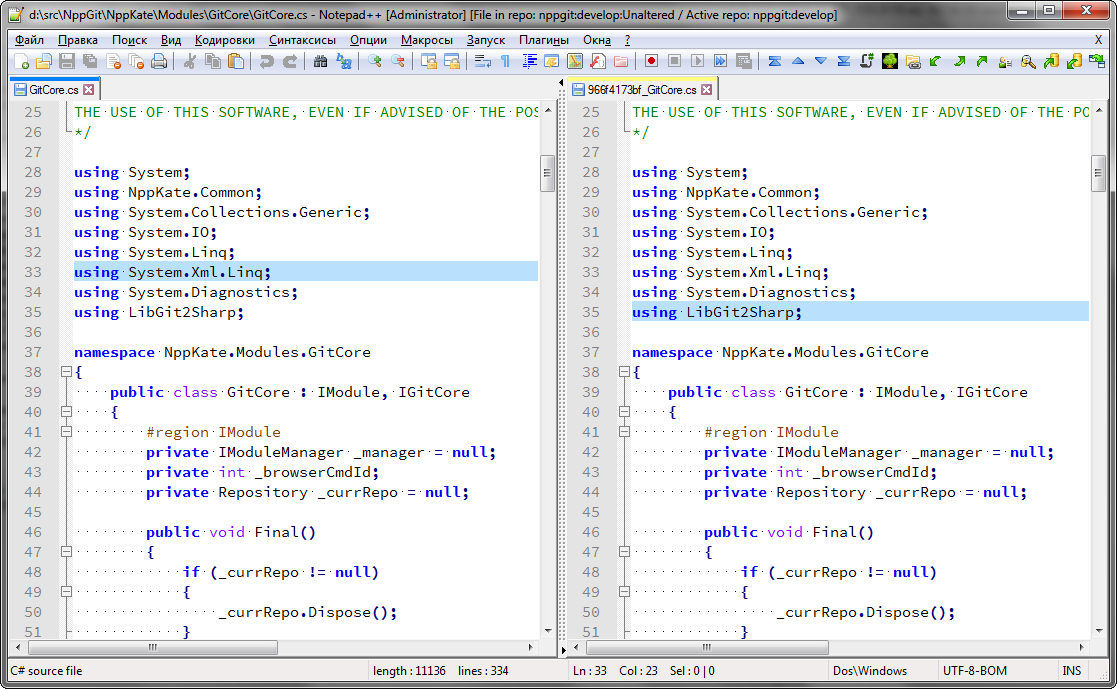 d:\src\NppGit\NppKate\Modules\GitCore\GitCore.cs - Notepad++ [Administrator] [File in repo: nppgit:develop:Unaltered / Active repo: nppgit:develop]
Файл Правка Поиск Вид Кодировки Синтаксисы Опции Макросы Запуск Плагины Окна ? X
GitCore.cs
25 THE USE OF THIS SOFTWARE, EVEN IF ADVISED OF THE POS
26 */
27
28 using System;
29 using NppKate.Common;
30 using System.Collections.Generic;
31 using System.IO;
32 using System.Linq;
33 using System.Xml.Linq;
34 using System.Diagnostics;
35 using LibGit2Sharp;
36
37 namespace NppKate.Modules.GitCore
38 {
39 public class GitCore : IModule, IGitCore
40 {
41 #region IModule
42 private IModuleManager _manager = null;
43 private int _browserCmdId;
44 private Repository _currRepo = null;
45
46 public void Final()
47 {
48 if (_currRepo != null)
49 {
50 _currRepo.Dispose();
51 }
966f4173bf_GitCore.cs
25 THE USE OF THIS SOFTWARE, EVEN IF ADVISED OF THE PO
26 */
27
28 using System;
29 using NppKate.Common;
30 using System.Collections.Generic;
31 using System.IO;
32 using System.Linq;
33 using System.Xml.Linq;
34 using System.Diagnostics;
35 using LibGit2Sharp;
36
37 namespace NppKate.Modules.GitCore
38 {
39 public class GitCore : IModule, IGitCore
40 {
41 #region IModule
42 private IModuleManager _manager = null;
43 private int _browserCmdId;
44 private Repository _currRepo = null;
45
46 public void Final()
47 {
48 if (_currRepo != null)
49 {
50 _currRepo.Dispose();
51 }
C# source file length : 11136 lines : 334 Ln : 33 Col : 23 Sel : 0 | 0 Dos\Windows UTF-8-BOM INS